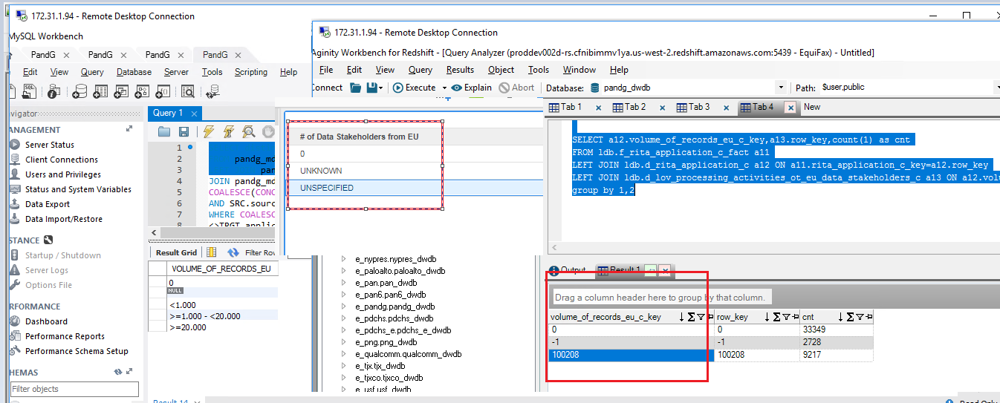 172.31.1.94 - Remote Desktop Connection
MySQL Workbench
PandG
PandG
PandG
PandG
Edit View Query Database Server Tools Scripting Help
Query 1
MANAGEMENT
Server Status
Client Connections
Users and Privileges
Status and System Variables
Data Export
Data Import/Restore
STANCE
Startup / Shutdown
Server Logs
Options File
RFORMANCE
Dashboard
Performance Reports
Performance Schema Setup
HEMAS
Filter objects
1
2 pandg_md
3 pan
4 JOIN pandg_md
5 COALESCE(CONC
6 AND SRC.sourc
7 WHERE COALESC
Result Grid Filter Row
VOLUME_OF_RECORDS_EU
0
NULL
<1.000
>=1.000 - <20.000
>=20.000
# of Data Stakeholders from EU
0
UNKNOWN
UNSPECIFIED
e_nypres.nypres_dwdb
e_paloalto.paloalto_dwdb
e_pan.pan_dwdb
e_pan6.pan6_dwdb
e_pandg.pandg_dwdb
e_pdchs.pdchs_dwdb
e_pdchs_e.pdchs_e_dwdb
e_png.png_dwdb
e_qualcomm.qualcomm_dwdb
e_tjx.tjx_dwdb
e_tjxco.tjxco_dwdb
e_usf.usf_dwdb
172.31.1.94 - Remote Desktop Connection
Aginity Workbench for Redshift - [Query Analyzer (proddev002d-rs.cfnibimmv1ya.us-west-2.redshift.amazonaws.com:5439 - EquiFax) - Untitled]
File Edit View Query Results Object Tools Window Help
Connect Execute Explain Abort Database: pandg_dwdb Path: $user,public
Tab 1 Tab 2 Tab 3 Tab 4 New
SELECT a12.volume_of_records_eu_c_key,a13.row_key,count(1) as cnt
FROM ldb.f_rita_application_c_fact a11
LEFT JOIN ldb.d_rita_application_c a12 ON a11.rita_application_c_key=a12.row_key
LEFT JOIN ldb.d_lov_processing_activities_ot_eu_data_stakeholders_c a13 ON a12.volu
group by 1,2
Output Result 1
Drag a column header here to group by that column.
volume_of_records_eu_c_key row_key cnt
0 0 33349
-1 -1 2728
100208 100208 9217
Result 14
Read Only